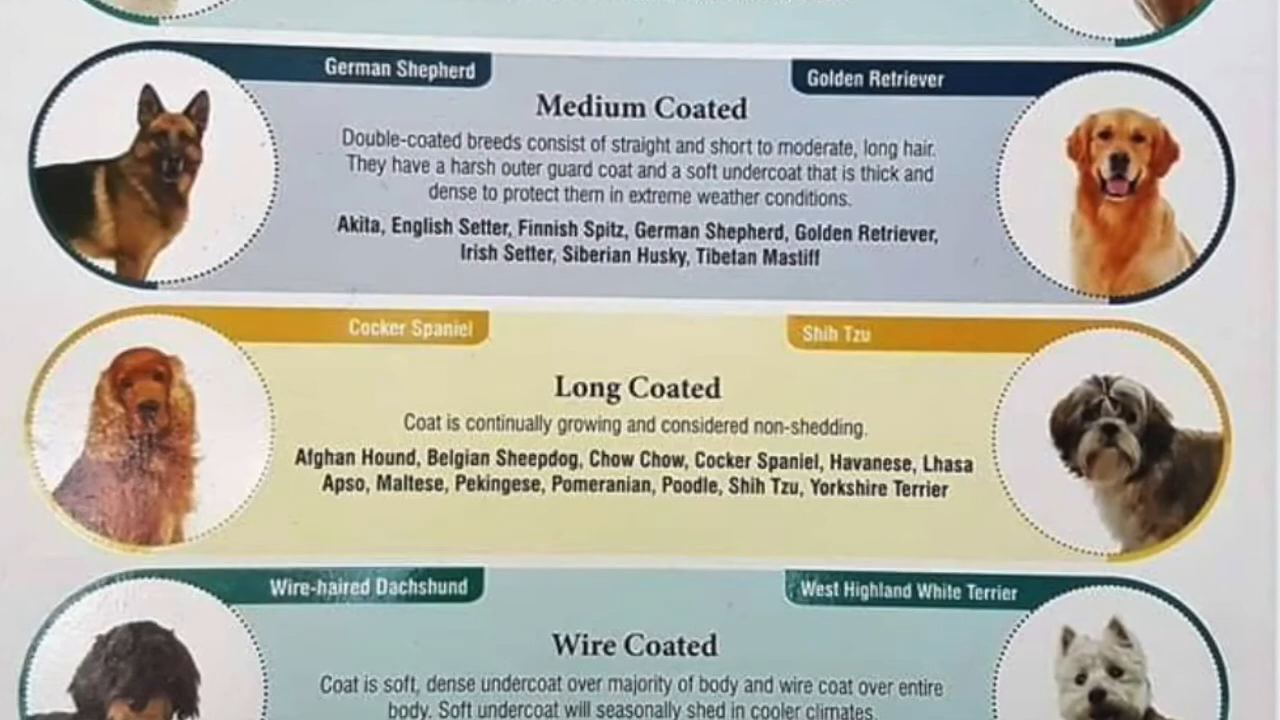 German Shepherd
Golden Retriever
Medium Coated
Double-coated breeds consist of straight and short to moderate, long hair.
They have a harsh outer guard coat and a soft undercoat that is thick and
dense to protect them in extreme weather conditions.
Akita, English Setter, Finnish Spitz, German Shepherd, Golden Retriever,
Irish Setter, Siberian Husky, Tibetan Mastiff
Cocker Spaniel
Shih Tzu
Long Coated
Coat is continually growing and considered non-shedding.
Afghan Hound, Belgian Sheepdog, Chow Chow, Cocker Spaniel, Havanese, Lhasa
Apso, Maltese, Pekingese, Pomeranian, Poodle, Shih Tzu, Yorkshire Terrier
Wire-haired Dachshund
West Highland White Terrier
Wire Coated
Coat is soft, dense undercoat over majority of body and wire coat over entire
body. Soft undercoat will seasonally shed in cooler climates.